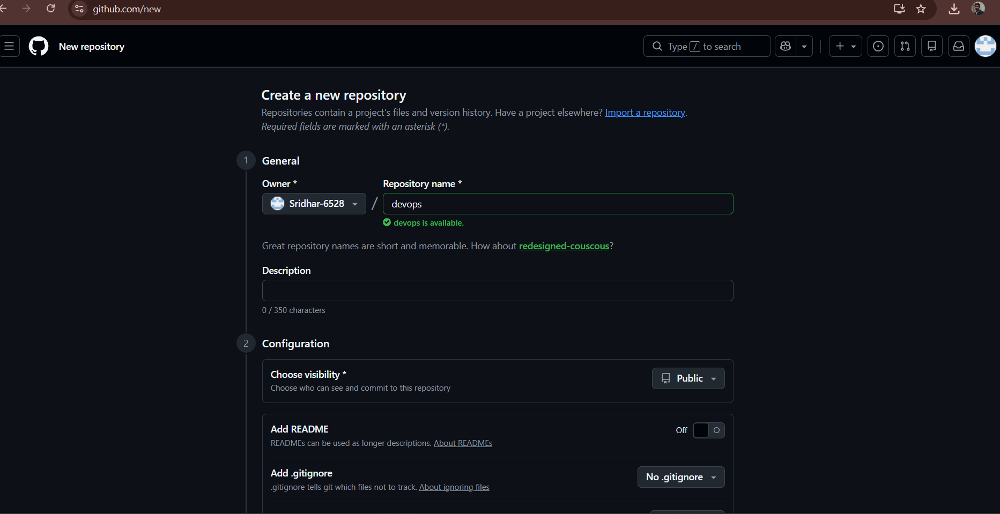 github.com/new
New repository
Type / to search
Create a new repository
Repositories contain a project's files and version history. Have a project elsewhere? Import a repository.
Required fields are marked with an asterisk (*).
1 General
Owner * Repository name *
Sridhar-6528 / devops
devops is available.
Great repository names are short and memorable. How about redesigned-couscous?
Description
0 / 350 characters
2 Configuration
Choose visibility *
Public
Choose who can see and commit to this repository
Add README
Off
READMEs can be used as longer descriptions. About READMEs
Add .gitignore
No .gitignore
.gitignore tells git which files not to track. About ignoring files